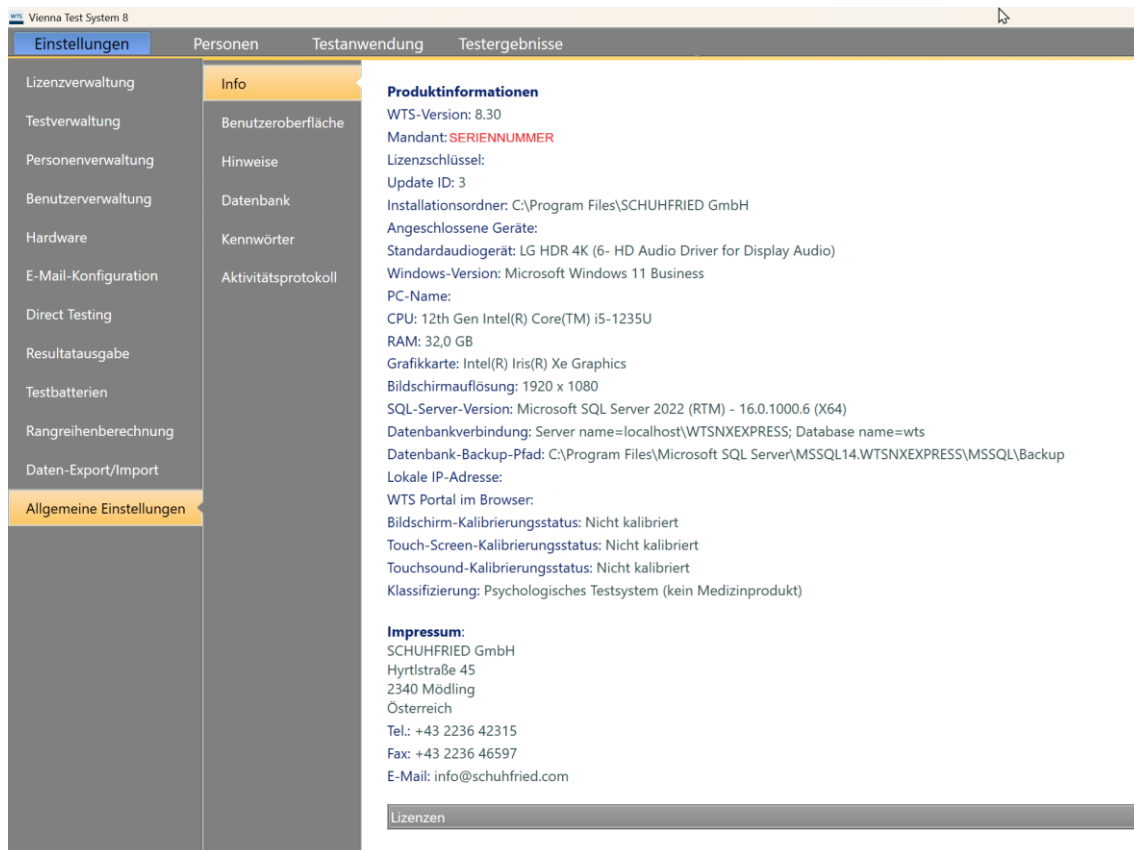 WTS Vienna Test System 8
Einstellungen Personen Testanwendung Testergebnisse
Lizenzverwaltung
Testverwaltung
Personenverwaltung
Benutzerverwaltung
Hardware
E-Mail-Konfiguration
Direct Testing
Resultatausgabe
Testbatterien
Rangreihenberechnung
Daten-Export/Import
Allgemeine Einstellungen
Info
Benutzeroberfläche
Hinweise
Datenbank
Kennwörter
Aktivitätsprotokoll
Produktinformationen
WTS-Version: 8.30
Mandant: SERIENNUMMER
Lizenzschlüssel:
Update ID: 3
Installationsordner: C:\Program Files\SCHUHFRIED GmbH
Angeschlossene Geräte:
Standardaudiogerät: LG HDR 4K (6- HD Audio Driver for Display Audio)
Windows-Version: Microsoft Windows 11 Business
PC-Name:
CPU: 12th Gen Intel(R) Core(TM) i5-1235U
RAM: 32,0 GB
Grafikkarte: Intel(R) Iris(R) Xe Graphics
Bildschirmauflösung: 1920 x 1080
SQL-Server-Version: Microsoft SQL Server 2022 (RTM) - 16.0.1000.6 (X64)
Datenbankverbindung: Server name=localhost\WTSNXEXPRESS; Database name=wts
Datenbank-Backup-Pfad: C:\Program Files\Microsoft SQL Server\MSSQL14.WTSNXEXPRESS\MSSQL\Backup
Lokale IP-Adresse:
WTS Portal im Browser:
Bildschirm-Kalibrierungsstatus: Nicht kalibriert
Touch-Screen-Kalibrierungsstatus: Nicht kalibriert
Touchsound-Kalibrierungsstatus: Nicht kalibriert
Klassifizierung: Psychologisches Testsystem (kein Medizinprodukt)
Impressum:
SCHUHFRIED GmbH
Hyrtlstraße 45
2340 Mödling
Österreich
Tel.: +43 2236 42315
Fax: +43 2236 46597
E-Mail: info@schuhfried.com
Lizenzen